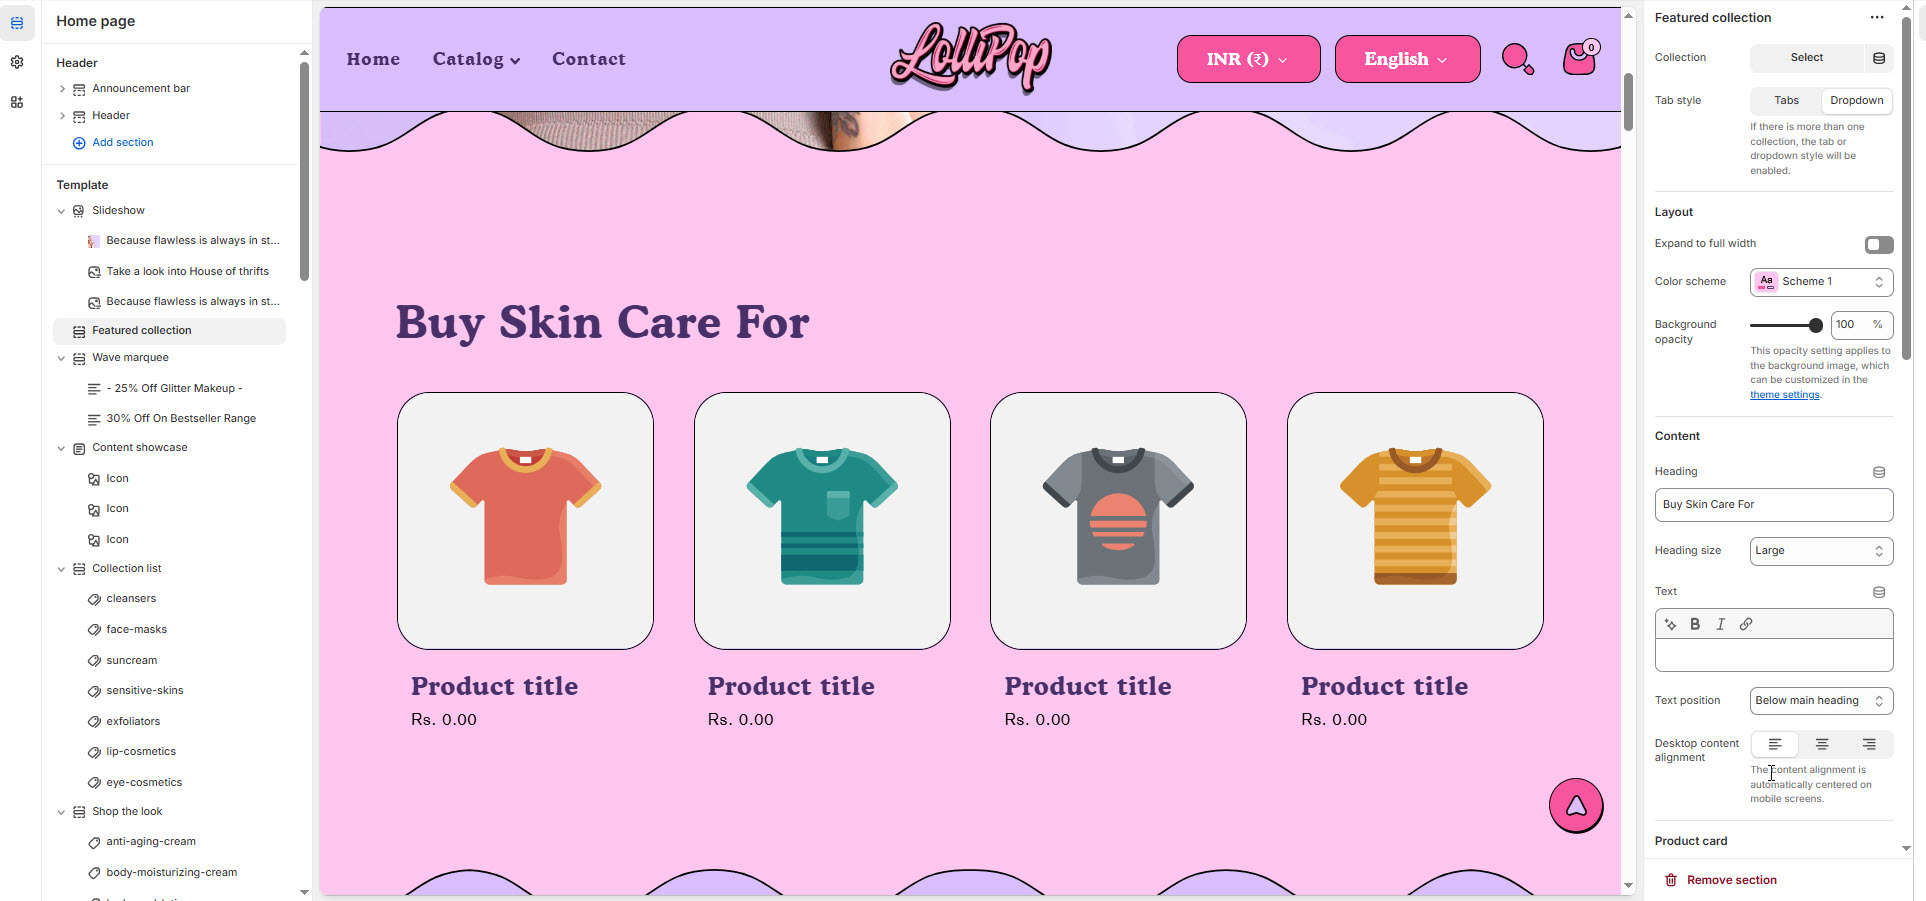 Home page
Header
Announcement bar
Header
Add section
Template
Slideshow
Because flawless is always in st...
Take a look into House of thrifts
Because flawless is always in st...
Featured collection
Wave marquee
- 25% Off Glitter Makeup -
30% Off On Bestseller Range
Content showcase
Icon
Icon
Icon
Collection list
cleansers
face-masks
suncream
sensitive-skins
exfoliators
lip-cosmetics
eye-cosmetics
Shop the look
anti-aging-cream
body-moisturizing-cream
Home
Catalog
Contact
LolliPop
INR (₹)
English
0
Buy Skin Care For
Product title
Rs. 0.00
Product title
Rs. 0.00
Product title
Rs. 0.00
Product title
Rs. 0.00
Featured collection
Collection
Select
Tab style
Tabs
Dropdown
If there is more than one
collection, the tab or
dropdown style will be
enabled.
Layout
Expand to full width
Color scheme
Aa
Scheme 1
Background
opacity
100 %
This opacity setting applies to
the background image, which
can be customized in the
theme settings.
Content
Heading
Buy Skin Care For
Heading size
Large
Text
B I
Text position
Below main heading
Desktop content
alignment
The content alignment is
automatically centered on
mobile screens.
Product card
Remove section